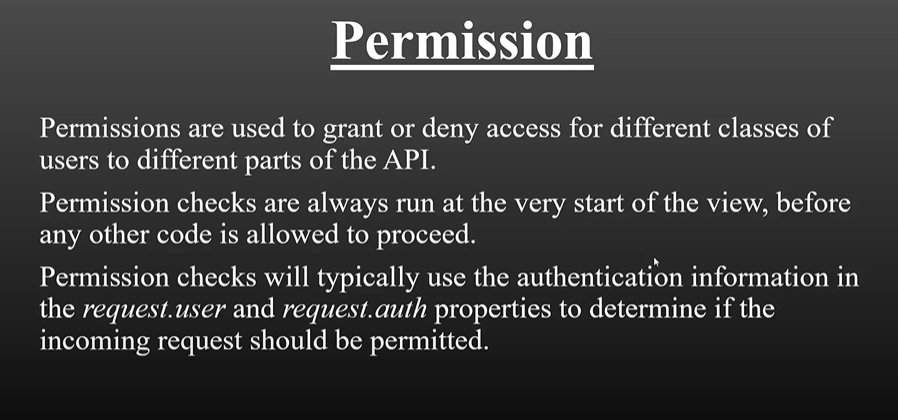 Permission
Permissions are used to grant or deny access for different classes of
users to different parts of the API.
Permission checks are always run at the very start of the view, before
any other code is allowed to proceed.
Permission checks will typically use the authentication information in
the request.user and request.auth properties to determine if the
incoming request should be permitted.